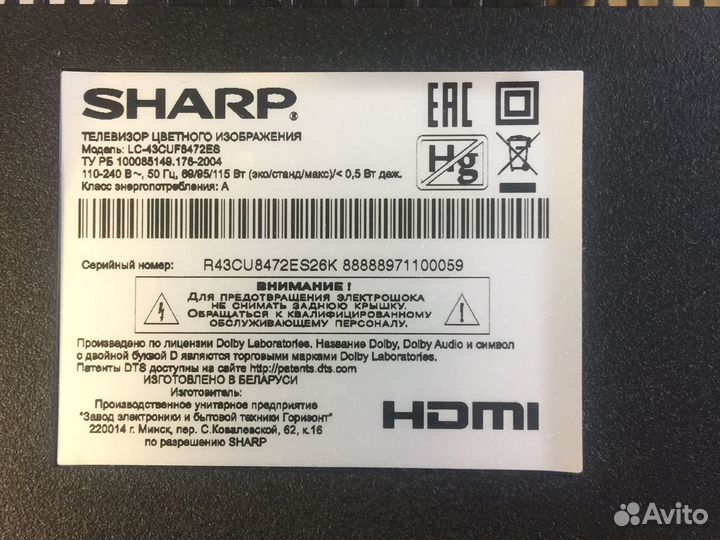 SHARP®
EAC
ТЕЛЕВИЗОР ЦВЕТНОГО ИЗОБРАЖЕНИЯ
Модель: LC-43CUF8472ES
ТУ РБ 100085149.176-2004
110-240 В~, 50 Гц, 69/95/115 Вт (эко/станд/макс)/< 0,5 Вт деж.
Класс энергопотребления: А
Hg
Серийный номер: R43CU8472ES26K 88888971100059
ВНИМАНИЕ !
Для предотвращения электрошока
не снимать заднюю крышку.
Обращаться к квалифицированному
обслуживающему персоналу.
Произведено по лицензии Dolby Laboratories. Название Dolby, Dolby Audio и символ
с двойной буквой D являются торговыми марками Dolby Laboratories.
Патенты DTS доступны на сайте http://patents.dts.com
ИЗГОТОВЛЕНО В БЕЛАРУСИ
Изготовитель:
Производственное унитарное предприятие
"Завод электроники и бытовой техники Горизонт"
220014 г. Минск, пер. С.Ковалевской, 62, к.16
по разрешению SHARP
HDMI
Avito